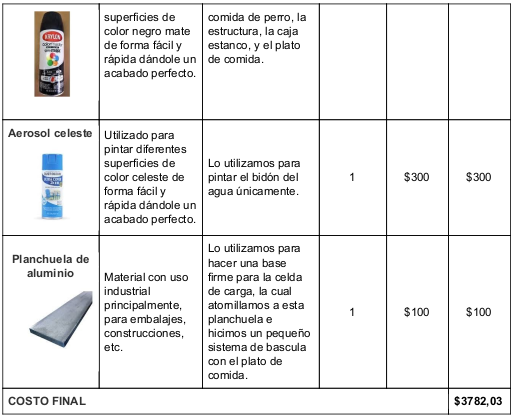 superficies de
color negro mate
de forma fácil y
rápida dándole un
acabado perfecto.
comida de perro, la
estructura, la caja
estanco, y el plato
de comida.
KRYLON
Aerosol celeste
Utilizado para
pintar diferentes
superficies de
color celeste de
forma fácil y
rápida dándole un
acabado perfecto.
Lo utilizamos para
pintar el bidón del
agua únicamente.
1
$300
$300
Planchuela de
aluminio
Material con uso
industrial
principalmente,
para embalajes,
construcciones,
etc.
Lo utilizamos para
hacer una base
firme para la celda
de carga, la cual
atornillamos a esta
planchuela e
hicimos un pequeño
sistema de bascula
con el plato de
comida.
1
$100
$100
COSTO FINAL
$3782,03